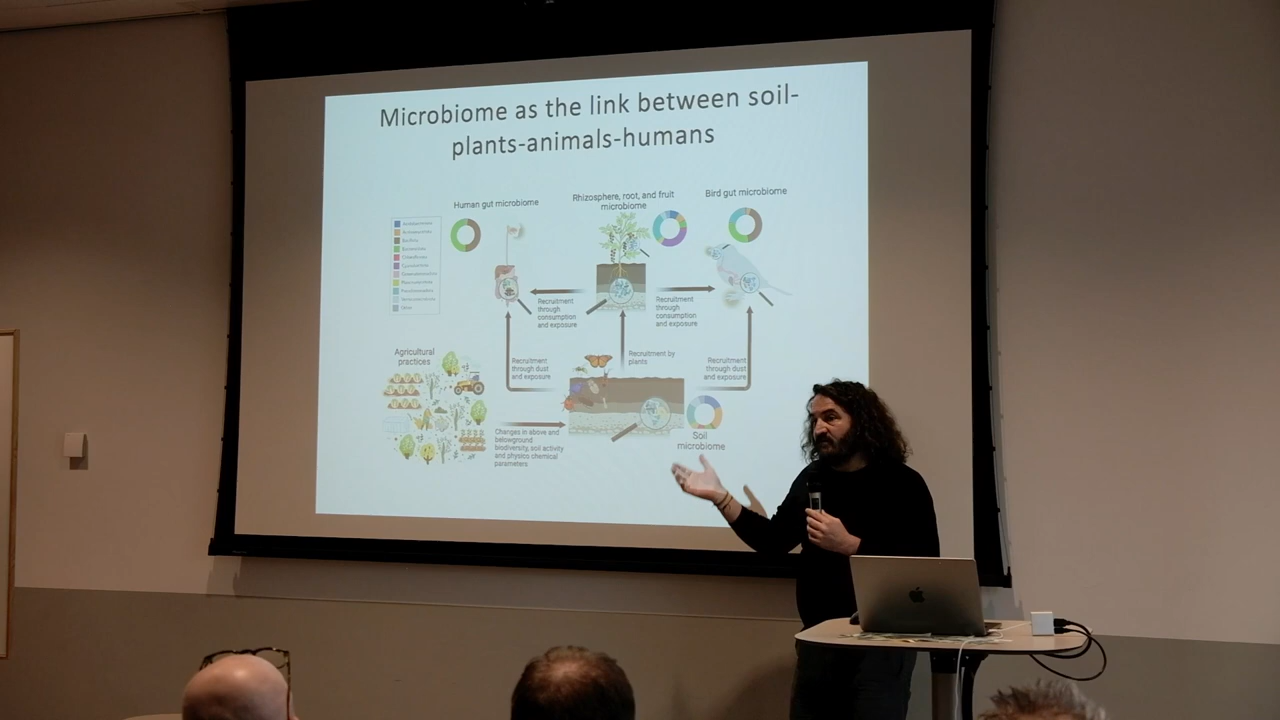 Microbiome as the link between soil-
plants-animals-humans
Human gut microbiome
Rhizosphere, root, and fruit
microbiome
Bird gut microbiome
Recruitment
through
consumption
and exposure
Recruitment
through
consumption
and exposure
Agricultural
practices
Recruitment
through dust
and exposure
Recruitment by
plants
Recruitment
through dust
and exposure
Changes in above and
belowground
biodiversity, soil activity
and physico chemical
parameters
Soil
microbiome